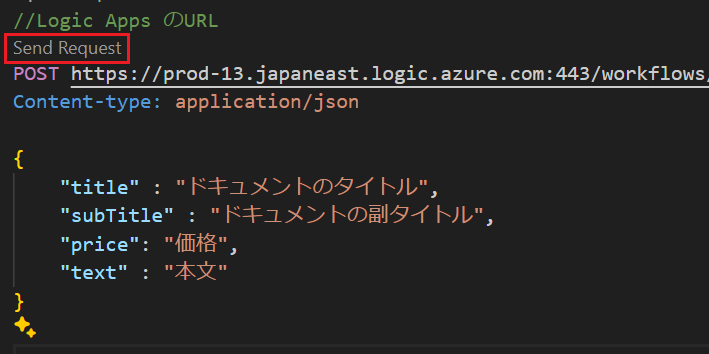 //Logic Apps のURL
Send Request
POST https://prod-13.japaneast.logic.azure.com:443/workflows/
Content-type: application/json
{
"title" : "ドキュメントのタイトル",
"subTitle" : "ドキュメントの副タイトル",
"price": "価格",
"text" : "本文"
}